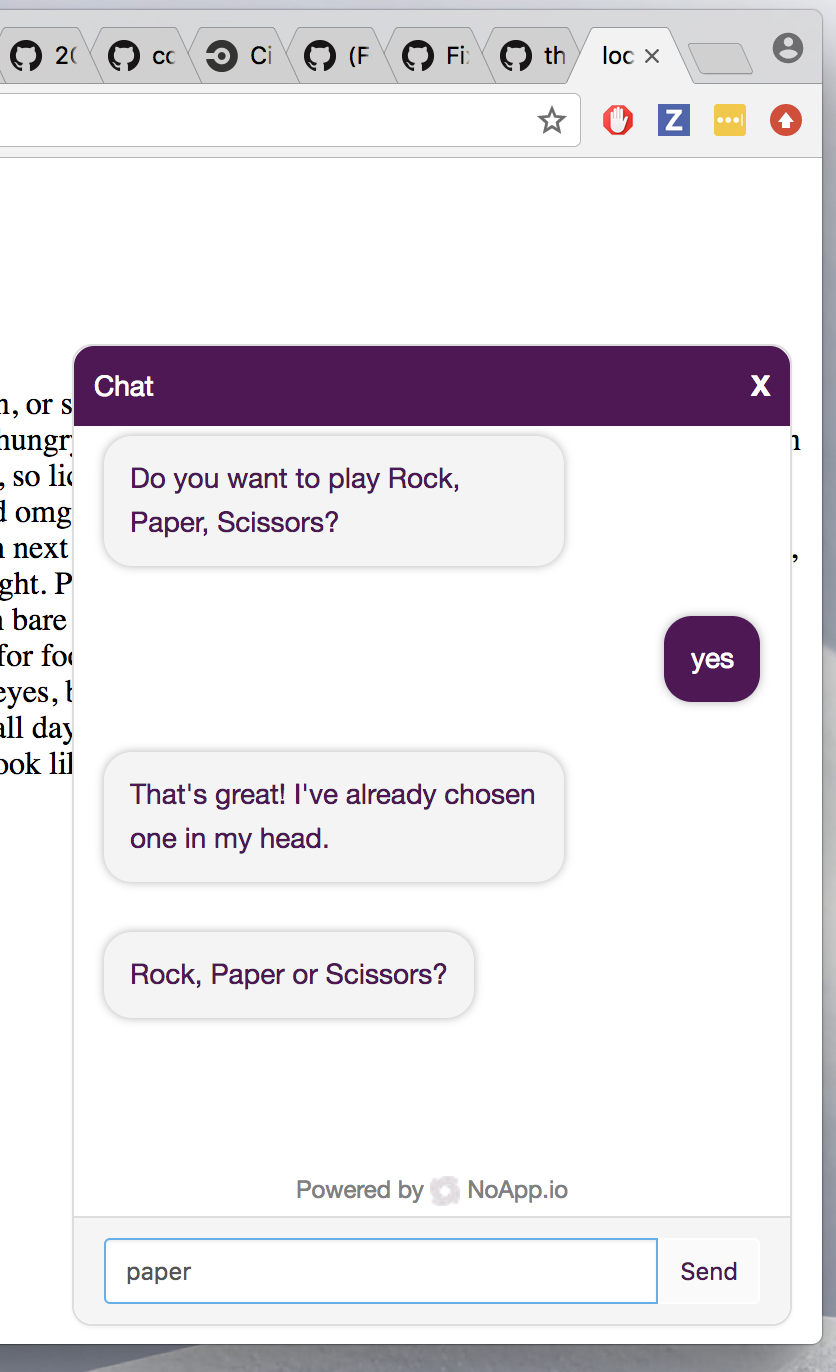 2(
Ci
(F
Fi
th
loc
Z
Chat X
n, or s
hungry
n
Do you want to play Rock,
, so lic
Paper, Scissors?
d omg
n next
,
ght. P
n bare
for foo
yes
eyes, b
all day
ook lik
That's great! I've already chosen
one in my head.
Rock, Paper or Scissors?
Powered by NoApp.io
paper Send